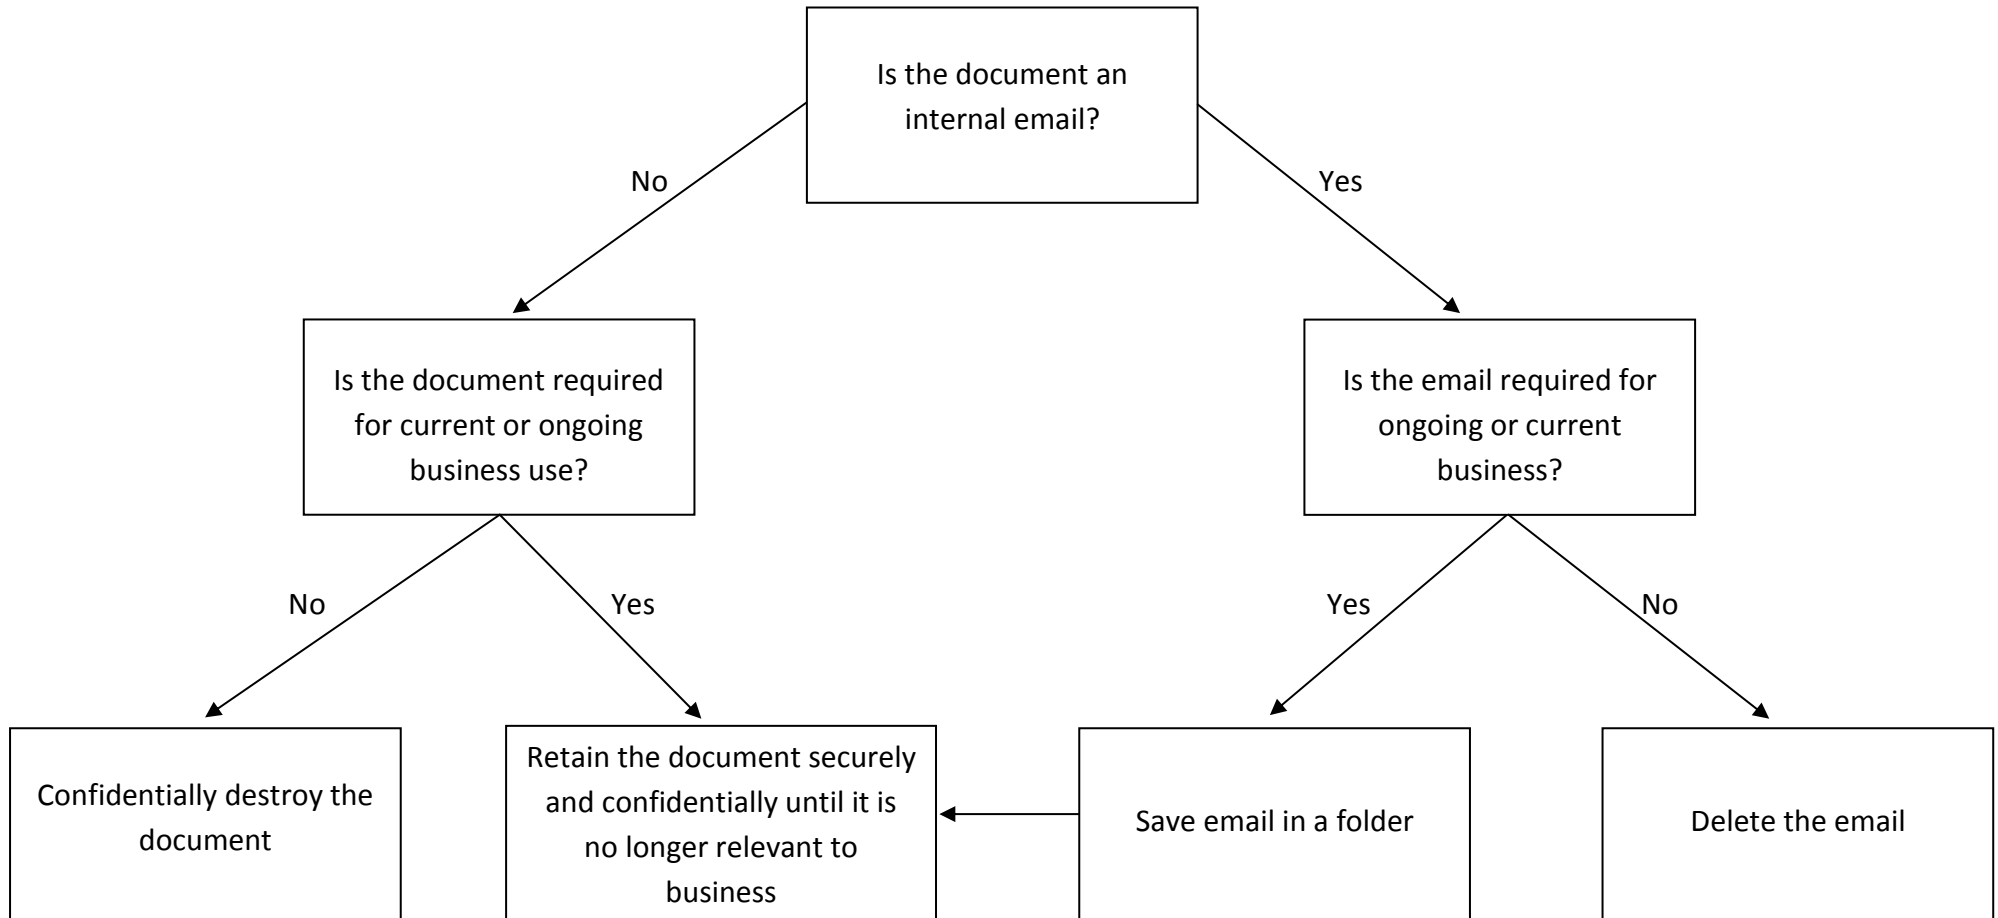 Is the document an
internal email?
No
Yes
Is the document required
for current or ongoing
business use?
Is the email required for
ongoing or current
business?
No
Yes
Yes
No
Confidentially destroy the
document
Retain the document securely
and confidentially until it is
no longer relevant to
business
Save email in a folder
Delete the email